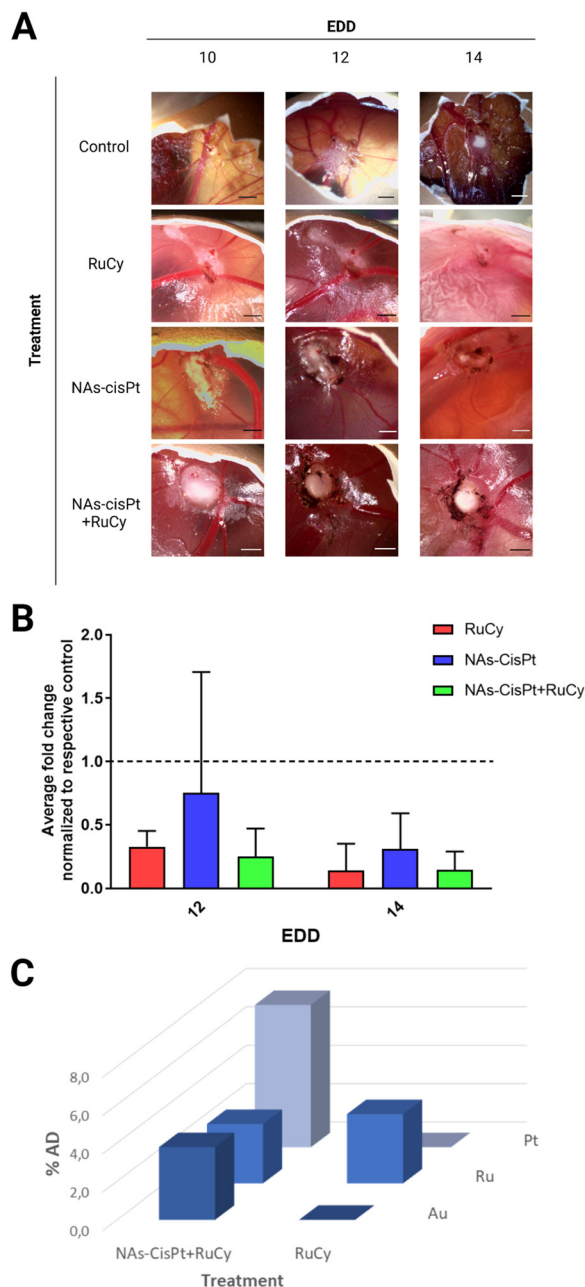 A
EDD
10 12 14
Treatment
Control
RuCy
NAs-cisPt
NAs-cisPt
+RuCy
B
Average fold change
normalized to respective control
2.0
1.5
1.0
0.5
0.0
RuCy
NAs-CisPt
NAs-CisPt+RuCy
12 14
EDD
C
% AD
8,0
6,0
4,0
2,0
0,0
Pt
Ru
Au
NAs-CisPt+RuCy RuCy
Treatment